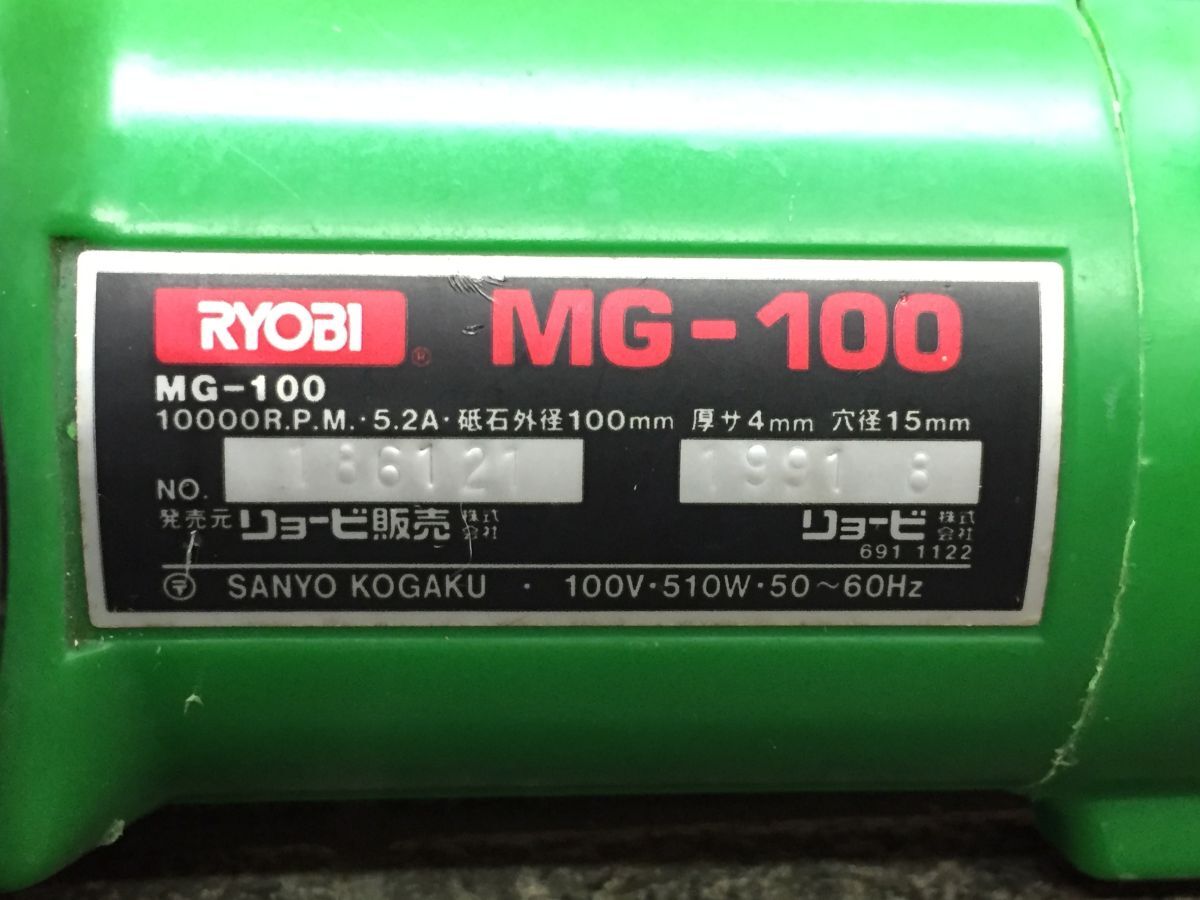 RYOBI® MG-100
MG-100
10000R.P.M.·5.2A·砥石外径100mm 厚サ4mm 穴径15mm
NO. 186121 1991 8
発売元 リョービ販売株式会社 リョービ株式会社
691 1122
〒 SANYO KOGAKU · 100V·510W·50～60Hz